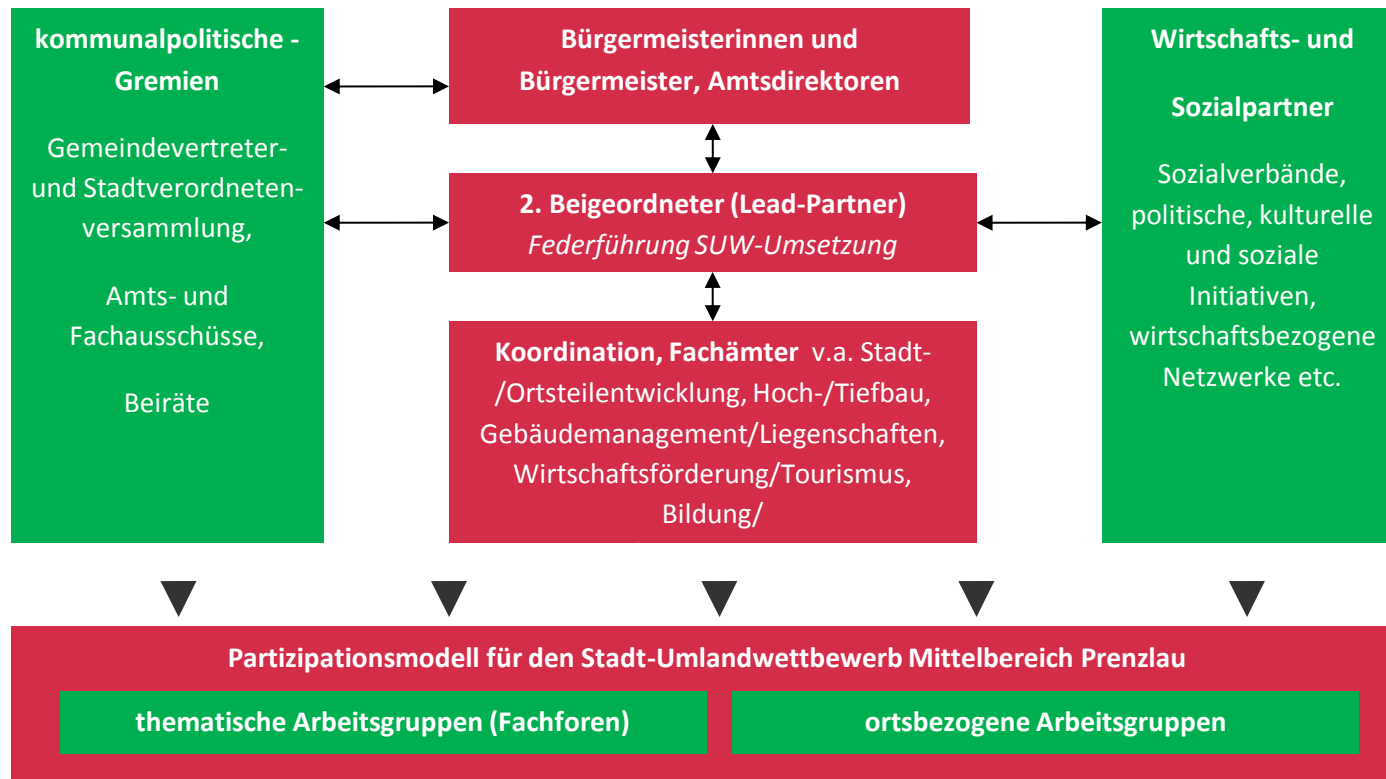 kommunalpolitische -
Gremien
Gemeindevertreter-
und Stadtverordneten-
versammlung,
Amts- und
Fachausschüsse,
Beiräte
Bürgermeisterinnen und
Bürgermeister, Amtsdirektoren
2. Beigeordneter (Lead-Partner)
Federführung SUW-Umsetzung
Koordination, Fachämter v.a. Stadt-
/Ortsteilentwicklung, Hoch-/Tiefbau,
Gebäudemanagement/Liegenschaften,
Wirtschaftsförderung/Tourismus,
Bildung/
Wirtschafts- und
Sozialpartner
Sozialverbände,
politische, kulturelle
und soziale
Initiativen,
wirtschaftsbezogene
Netzwerke etc.
Partizipationsmodell für den Stadt-Umlandwettbewerb Mittelbereich Prenzlau
thematische Arbeitsgruppen (Fachforen)
ortsbezogene Arbeitsgruppen